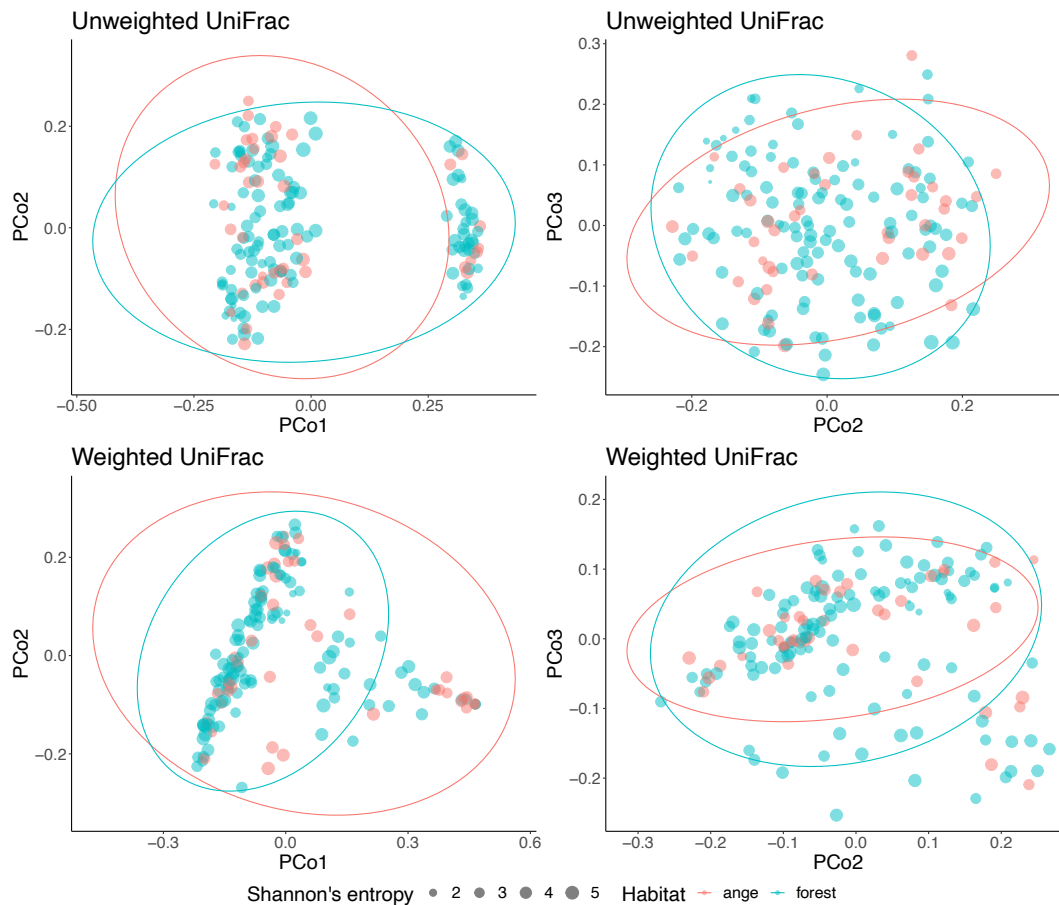 Unweighted UniFrac
0.2
0.0
−0.2
PCo2
−0.50
−0.25
0.00
0.25
PCo1
Unweighted UniFrac
0.3
0.2
0.1
0.0
−0.1
−0.2
PCo3
−0.2
0.0
0.2
PCo2
Weighted UniFrac
0.2
0.0
−0.2
PCo2
−0.3
0.0
0.3
0.6
PCo1
Weighted UniFrac
0.2
0.1
0.0
−0.1
−0.2
PCo3
−0.3
−0.2
−0.1
0.0
0.1
0.2
PCo2
Shannon's entropy 2 3 4 5 Habitat ange forest